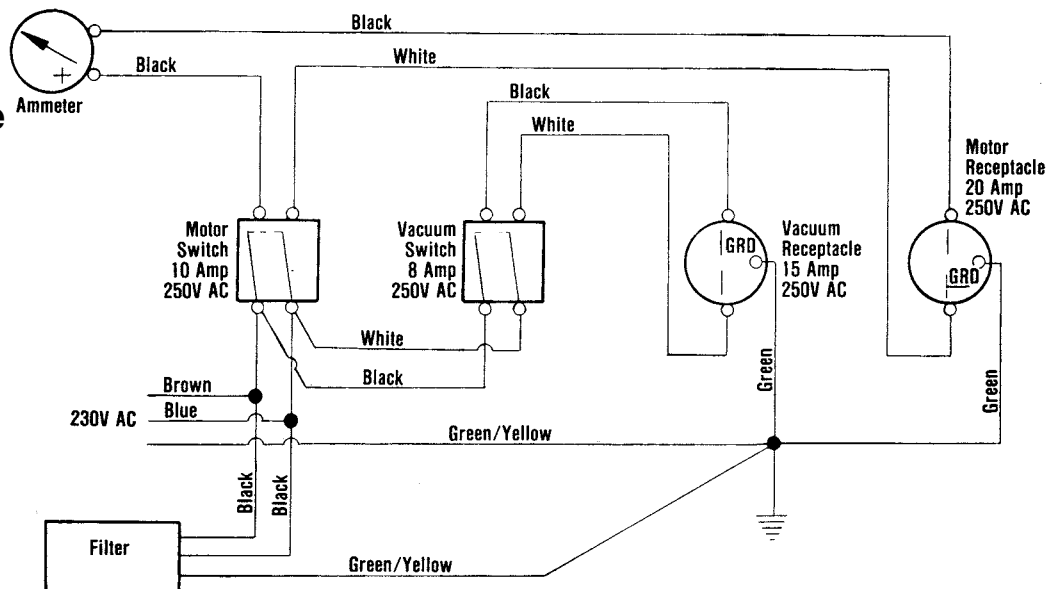 Black
White
Black
Ammeter
+
e
Black
White
Motor
Receptacle
20 Amp
250V AC
Motor
Switch
10 Amp
250V AC
Vacuum
Switch
8 Amp
250V AC
GRD
Vacuum
Receptacle
15 Amp
250V AC
GRD
White
Black
Green
Green
Brown
230V AC
Blue
Green/Yellow
Black
Black
Filter
Green/Yellow